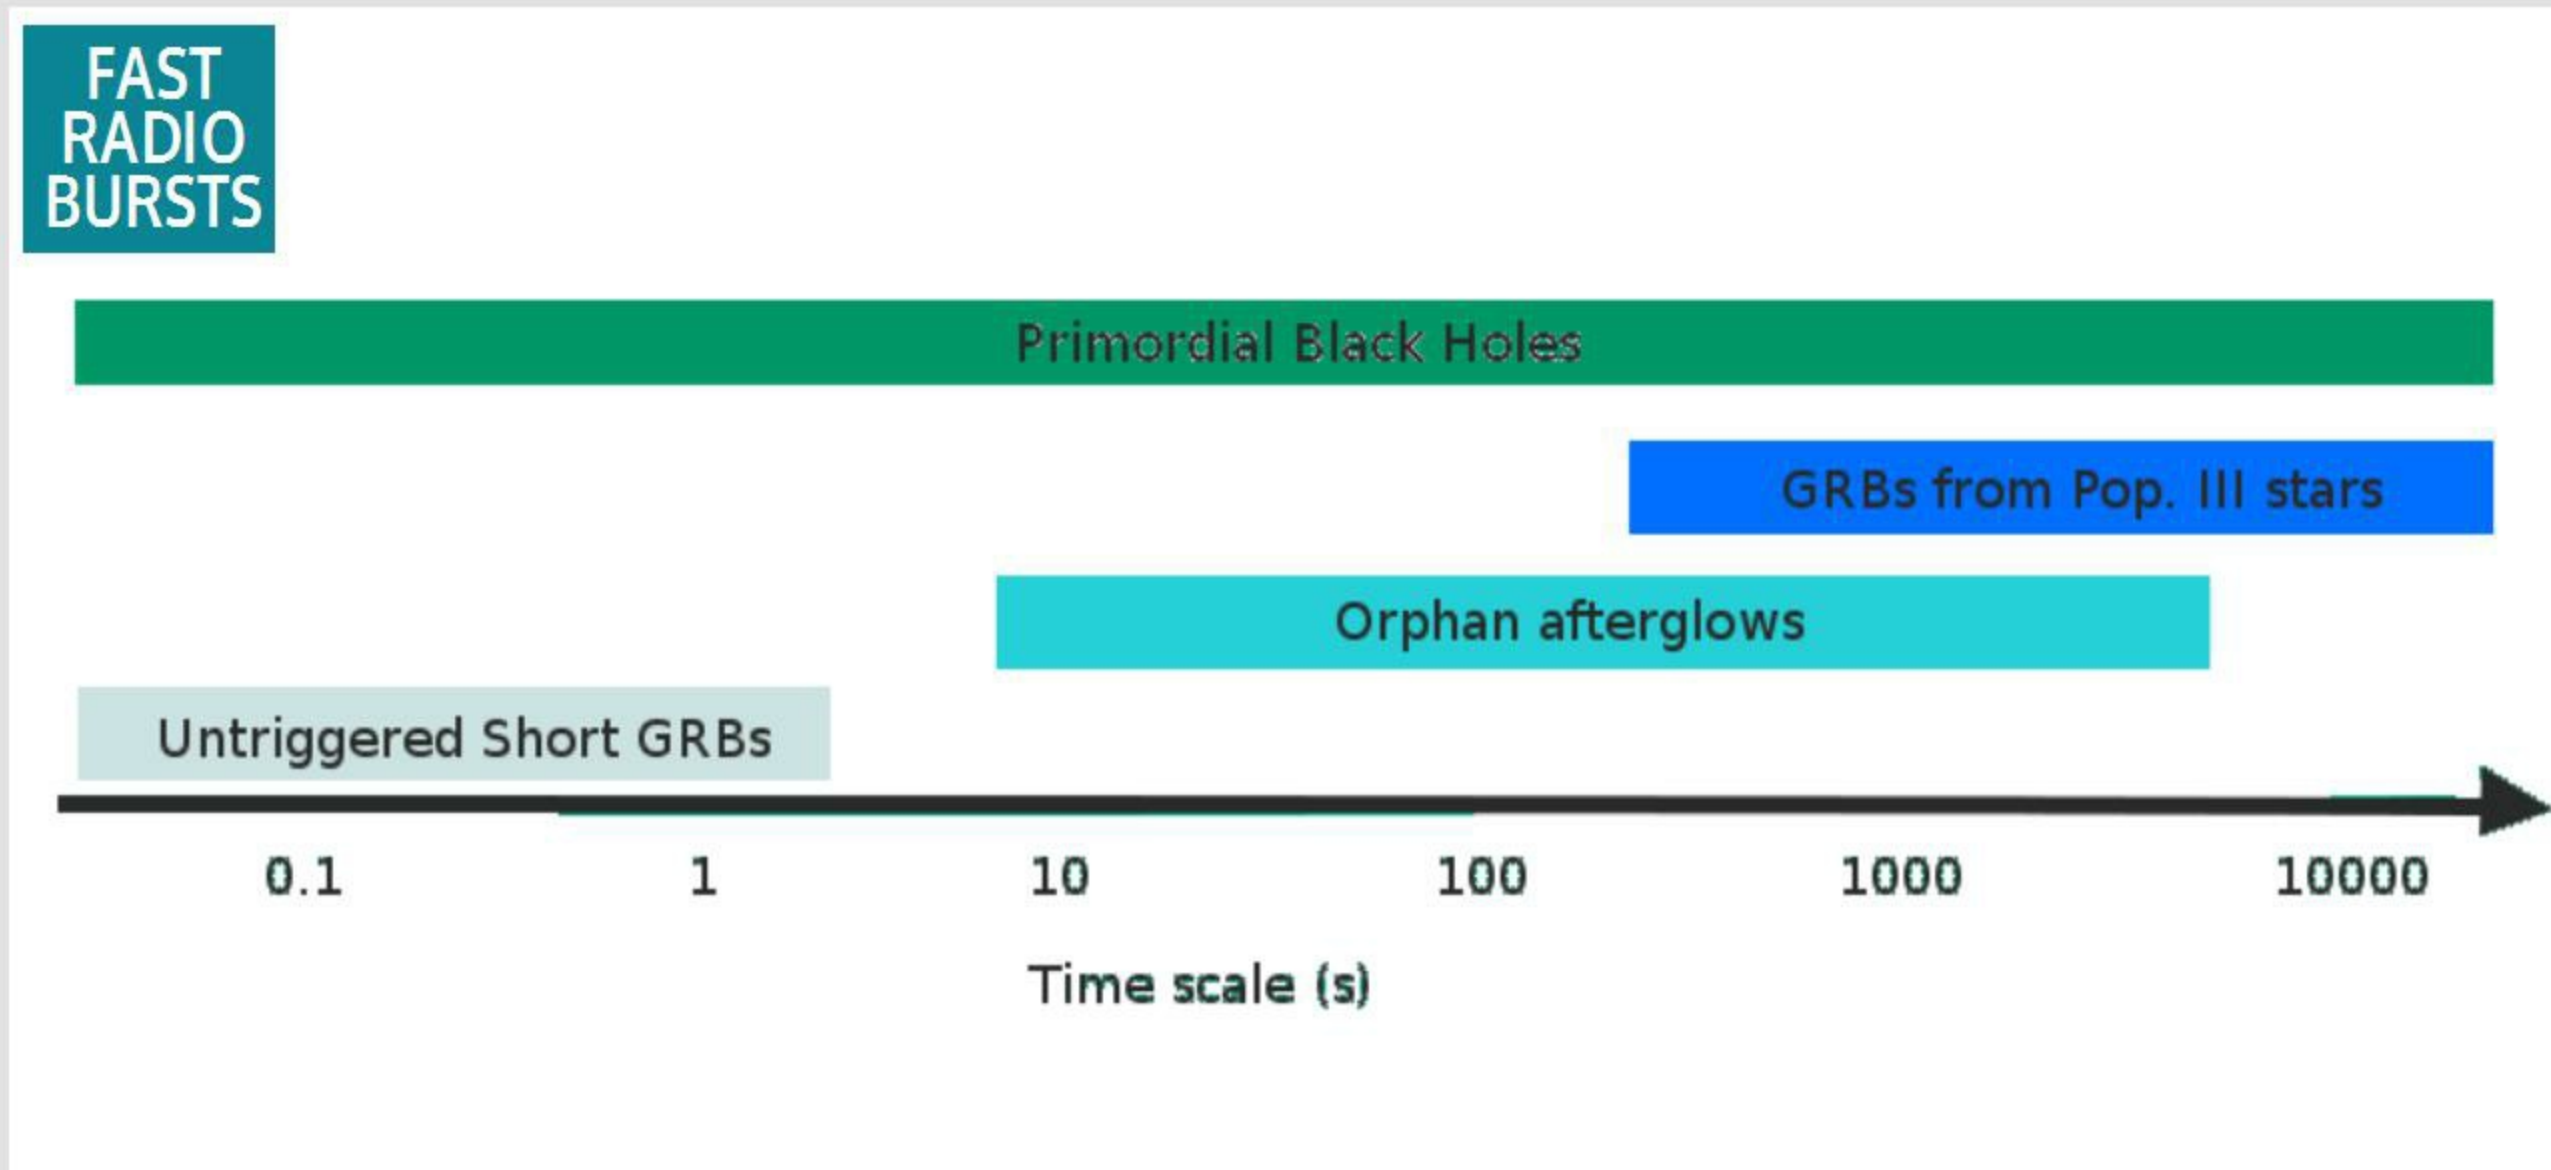 FAST
RADIO
BURSTS
Primordial Black Holes
GRBs from Pop. III stars
Orphan afterglows
Untriggered Short GRBs
0.1 1 10 100 1000 10000
Time scale (s)